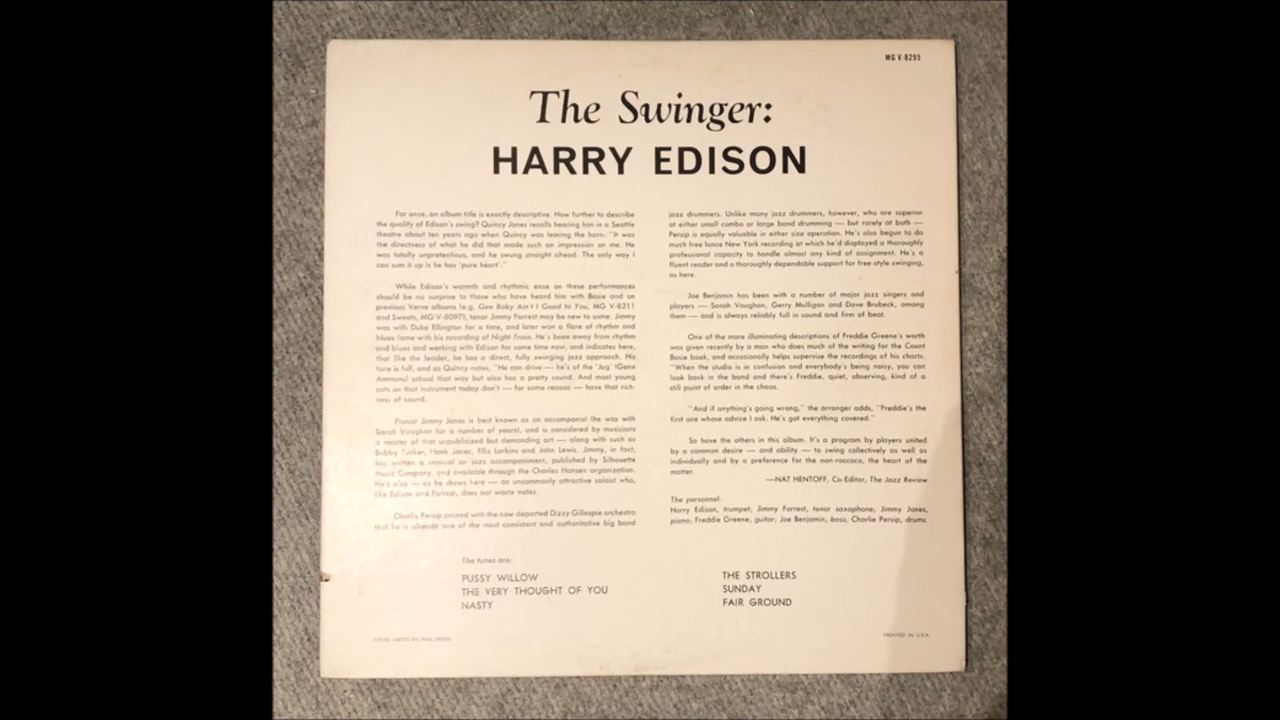 MG V-8295
The Swinger:
HARRY EDISON
For once, an album title is exactly descriptive. How further to describe
the quality of Edison's swing? Quincy Jones recalls hearing him in a Seattle
theatre about ten years ago when Quincy was learing the horn: "It was
the directness of what he did that made such an impression on me. He
was totally unpretentious, and he swung straight ahead. The only way I
can sum it up is he has 'pure heart'."
While Edison's warmth and rhythmic ease on these performances
should be no surprise to those who have heard him with Basie and on
previous Verve albums (e.g. Gee Baby Ain't I Good to You, MG V-8211
and Sweets, MG V-8097), tenor Jimmy Forrest may be new to some. Jimmy
was with Duke Ellington for a time, and later won a flare of rhythm and
blues fame with his recording of Night Train. He's been away from rhythm
and blues and working with Edison for some time now, and indicates here,
that like the leader, he has a direct, fully swinging jazz approach. His
tune is full, and as Quincy notes, "He can drive — he's of the 'Jug' (Gene
Ammons) school that way but also has a pretty sound. And most young
cats on that instrument today don't — for some reason — have that rich-
ness of sound.
Pianist Jimmy Jones is best known as an accompanist (he was with
Sarah Vaughan for a number of years), and is considered by musicians
a master of that unpublicized but demanding art — along with such as
Bobby Tucker, Hank Jones, Ellis Larkins and John Lewis. Jimmy, in fact,
has written a manual on jazz accompaniment, published by Silhouette
Music Company, and available through the Charles Hansen organization.
He's also — as he shows here — an uncommonly attractive soloist who,
like Edison and Forrest, does not waste notes.
Charlie Persip proved with the now departed Dizzy Gillespie orchestra
that he is already one of the most consistent and authoritative big band
jazz drummers. Unlike many jazz drummers, however, who are superior
at either small combo or large band drumming — but rarely at both —
Persip is equally valuable in either size operation. He's also begun to do
much free lance New York recording at which he'd displayed a thoroughly
professional capacity to handle almost any kind of assignment. He's a
fluent reader and a thoroughly dependable support for free-style swinging,
as here.
Joe Benjamin has been with a number of major jazz singers and
players — Sarah Vaughan, Gerry Mulligan and Dave Brubeck, among
them — and is always reliably full in sound and firm of beat.
One of the more illuminating descriptions of Freddie Greene's worth
was given recently by a man who does much of the writing for the Count
Basie book, and occasionally helps supervise the recordings of his charts.
"When the studio is in confusion and everybody's being noisy, you can
look back in the band and there's Freddie, quiet, observing, kind of a
still point of order in the chaos.
"And if anything's going wrong," the arranger adds, "Freddie's the
first one whose advice I ask. He's got everything covered."
So have the others in this album. It's a program by players united
by a common desire — and ability — to swing collectively as well as
individually and by a preference for the non-roccoco, the heart of the
matter.
—NAT HENTOFF, Co-Editor, The Jazz Review
The personnel:
Harry Edison, trumpet; Jimmy Forrest, tenor saxophone; Jimmy Jones,
piano, Freddie Greene, guitar; Joe Benjamin, bass; Charlie Persip, drums.
The tunes are:
PUSSY WILLOW
THE VERY THOUGHT OF YOU
NASTY
THE STROLLERS
SUNDAY
FAIR GROUND
COVER PHOTO BY PHIL STERN
PRINTED IN U.S.A.